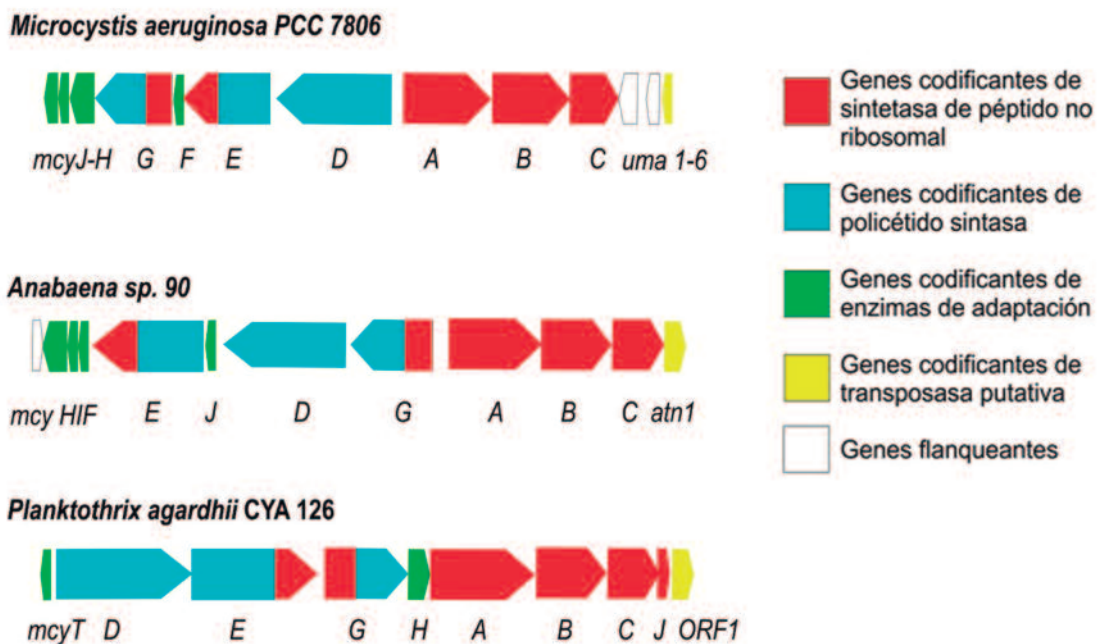 Microcystis aeruginosa PCC 7806
mcyJ-H G F E D A B C uma 1-6
Anabaena sp. 90
mcy HIF E J D G A B C atn1
Planktothrix agardhii CYA 126
mcyT D E G H A B C J ORF1
Genes codificantes de
sintetasa de péptido no
ribosomal
Genes codificantes de
policétido sintasa
Genes codificantes de
enzimas de adaptación
Genes codificantes de
transposasa putativa
Genes flanqueantes